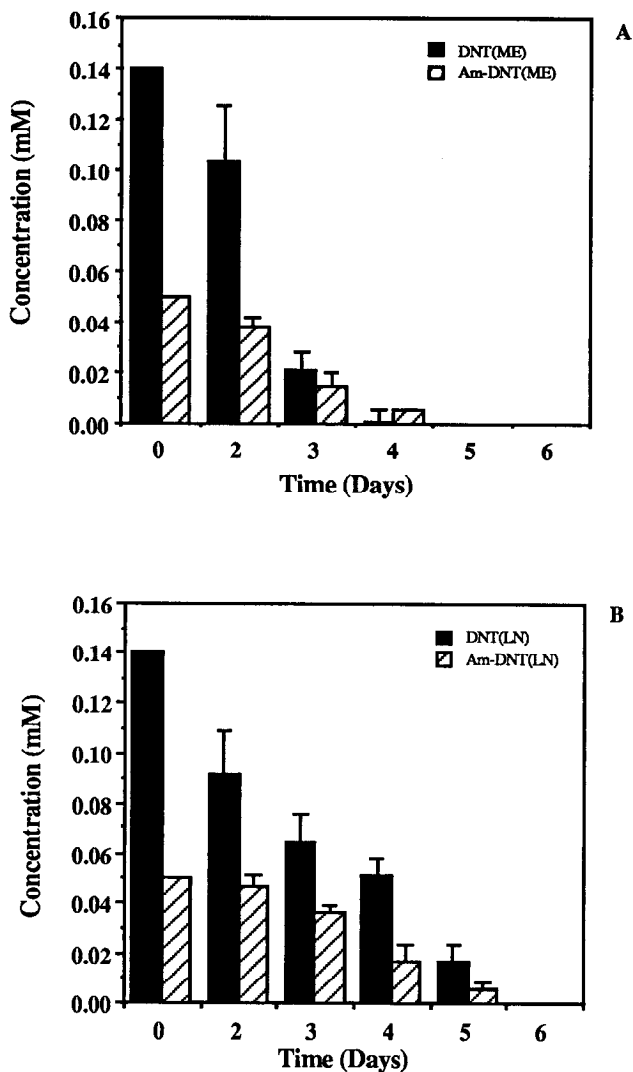 A
DNT(ME)
Am-DNT(ME)
Concentration (mM)
0.16
0.14
0.12
0.10
0.08
0.06
0.04
0.02
0.00
0 2 3 4 5 6
Time (Days)
B
DNT(LN)
Am-DNT(LN)
Concentration (mM)
0.16
0.14
0.12
0.10
0.08
0.06
0.04
0.02
0.00
0 2 3 4 5 6
Time (Days)